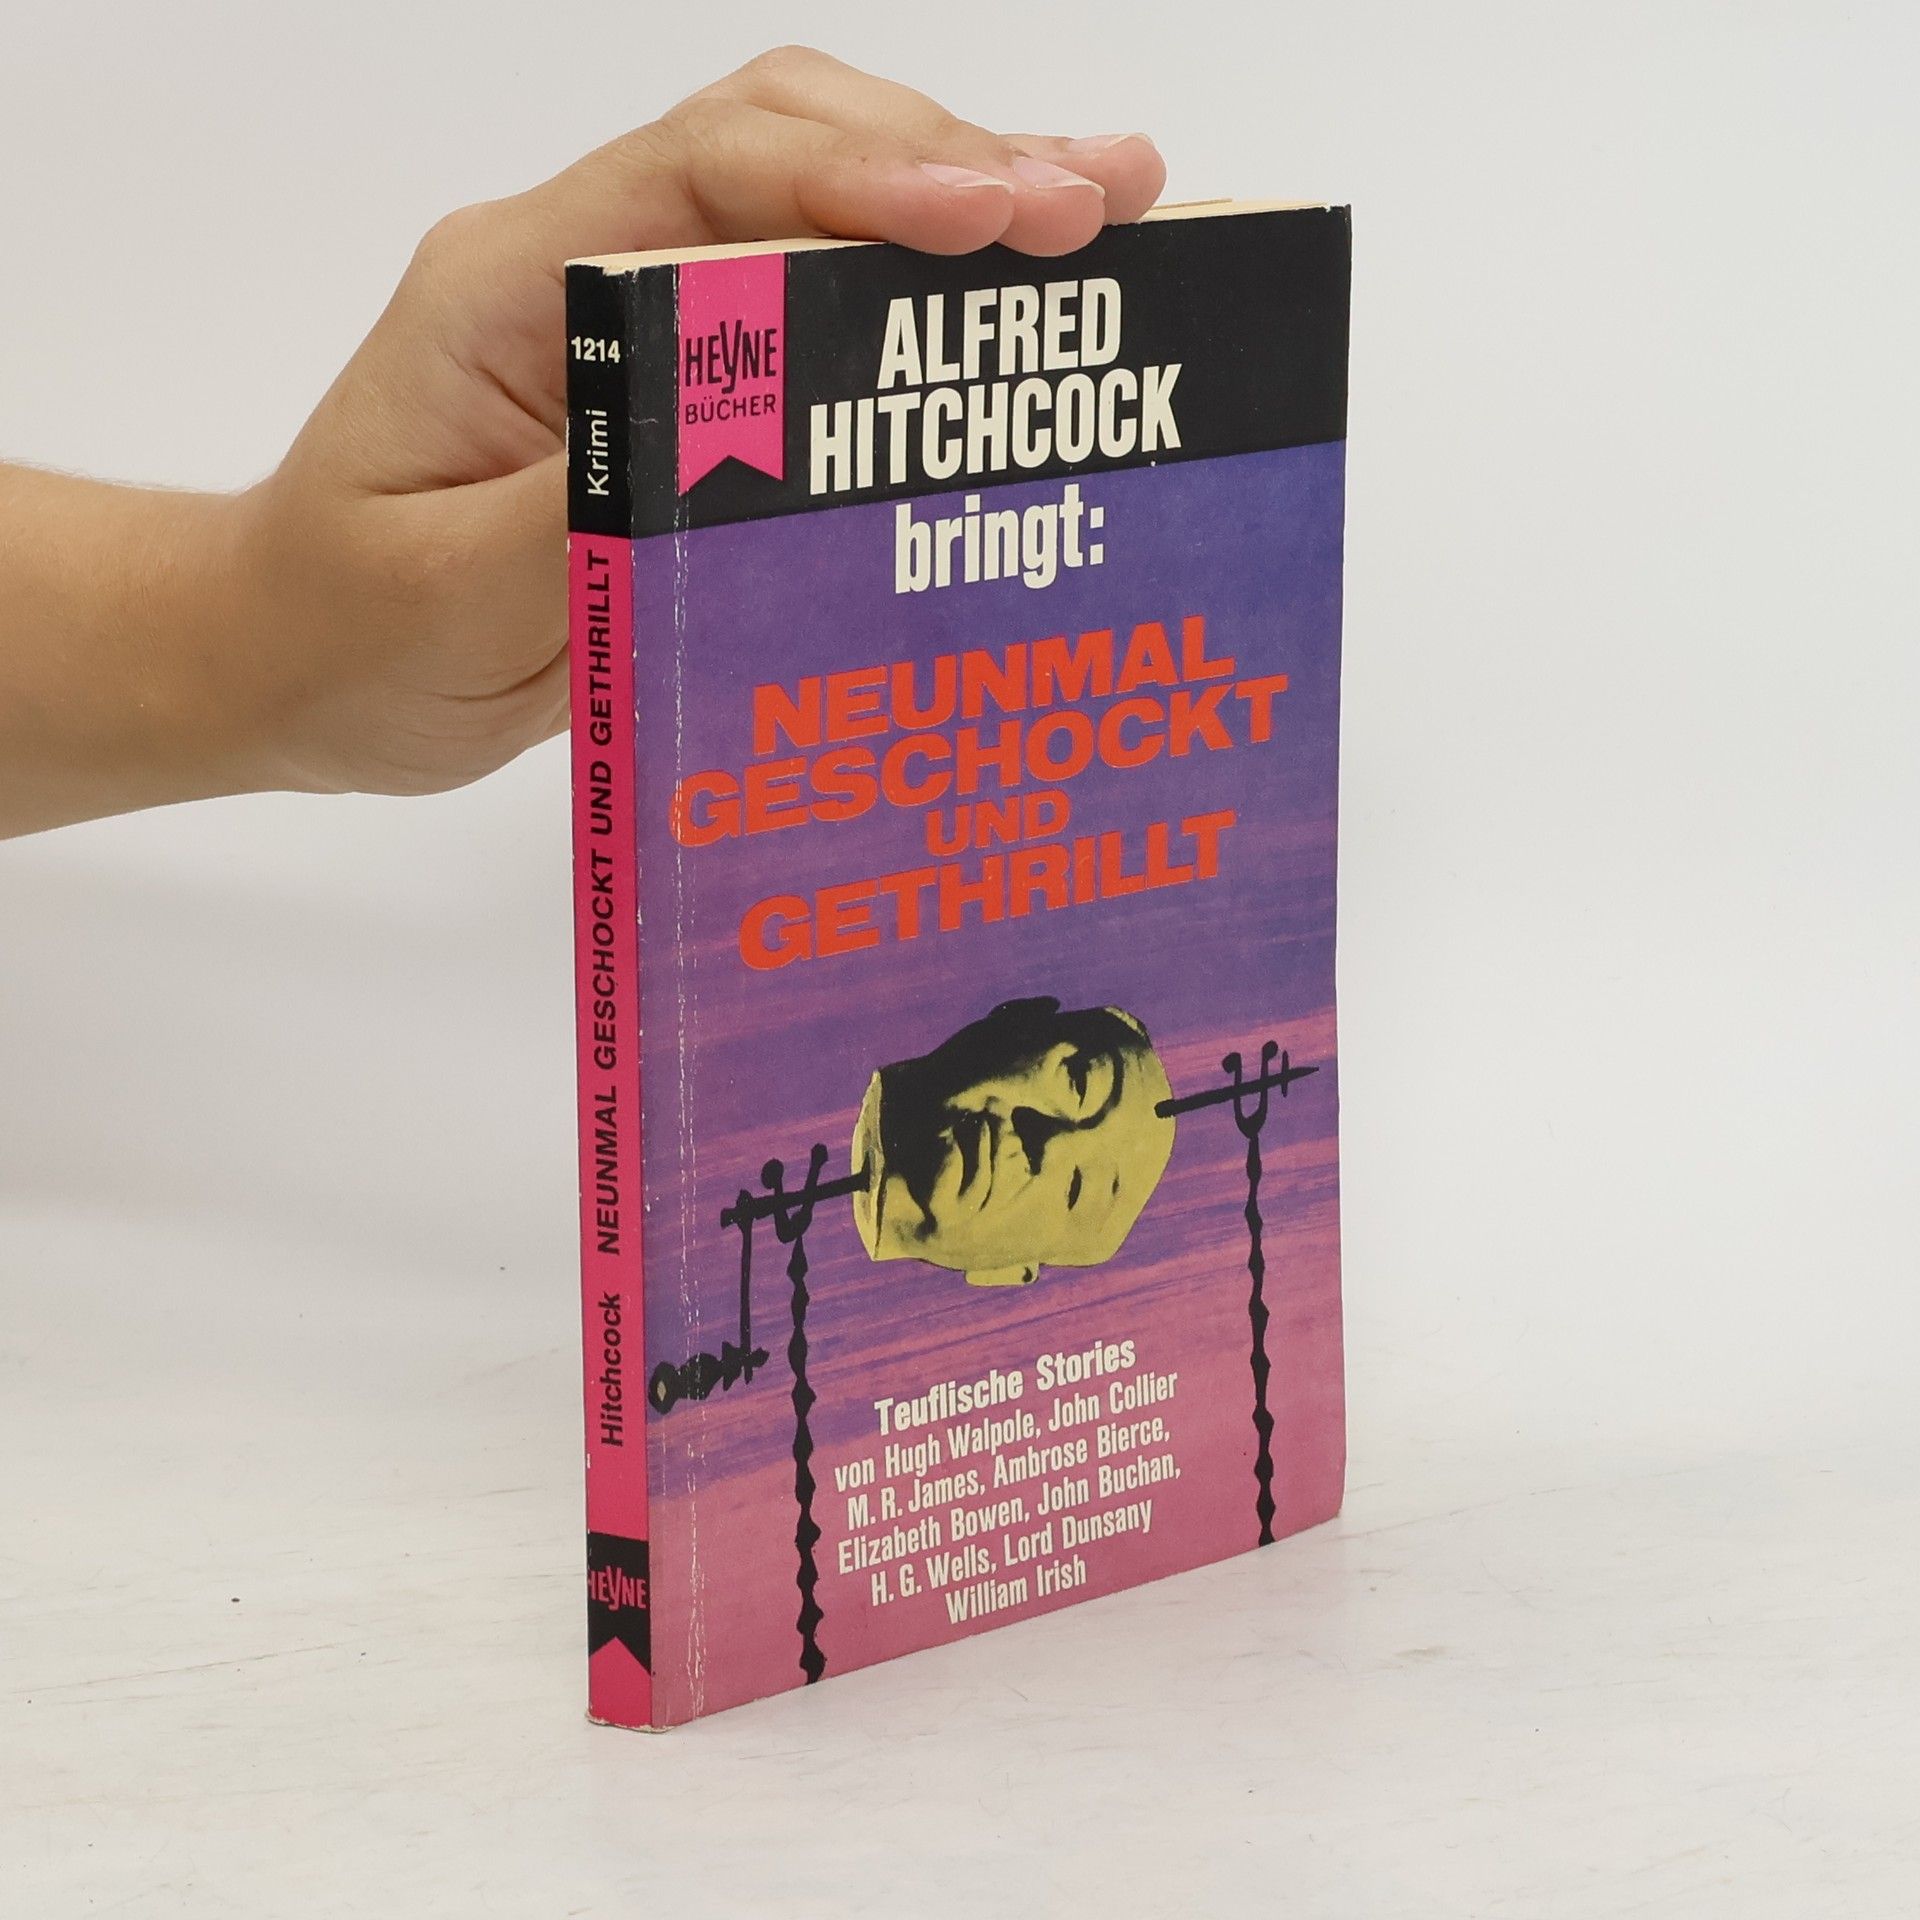 1214
Krimi
Hitchcock NEUNMAL GESCHOCKT UND GETHRILLT
HEYNE
HEYNE
BÜCHER
ALFRED
HITCHCOCK
bringt:
NEUNMAL
GESCHOCKT
UND
GETHRILLT
Teuflische Stories
von Hugh Walpole, John Collier
M. R. James, Ambrose Bierce,
Elizabeth Bowen, John Buchan,
H. G. Wells, Lord Dunsany
William Irish